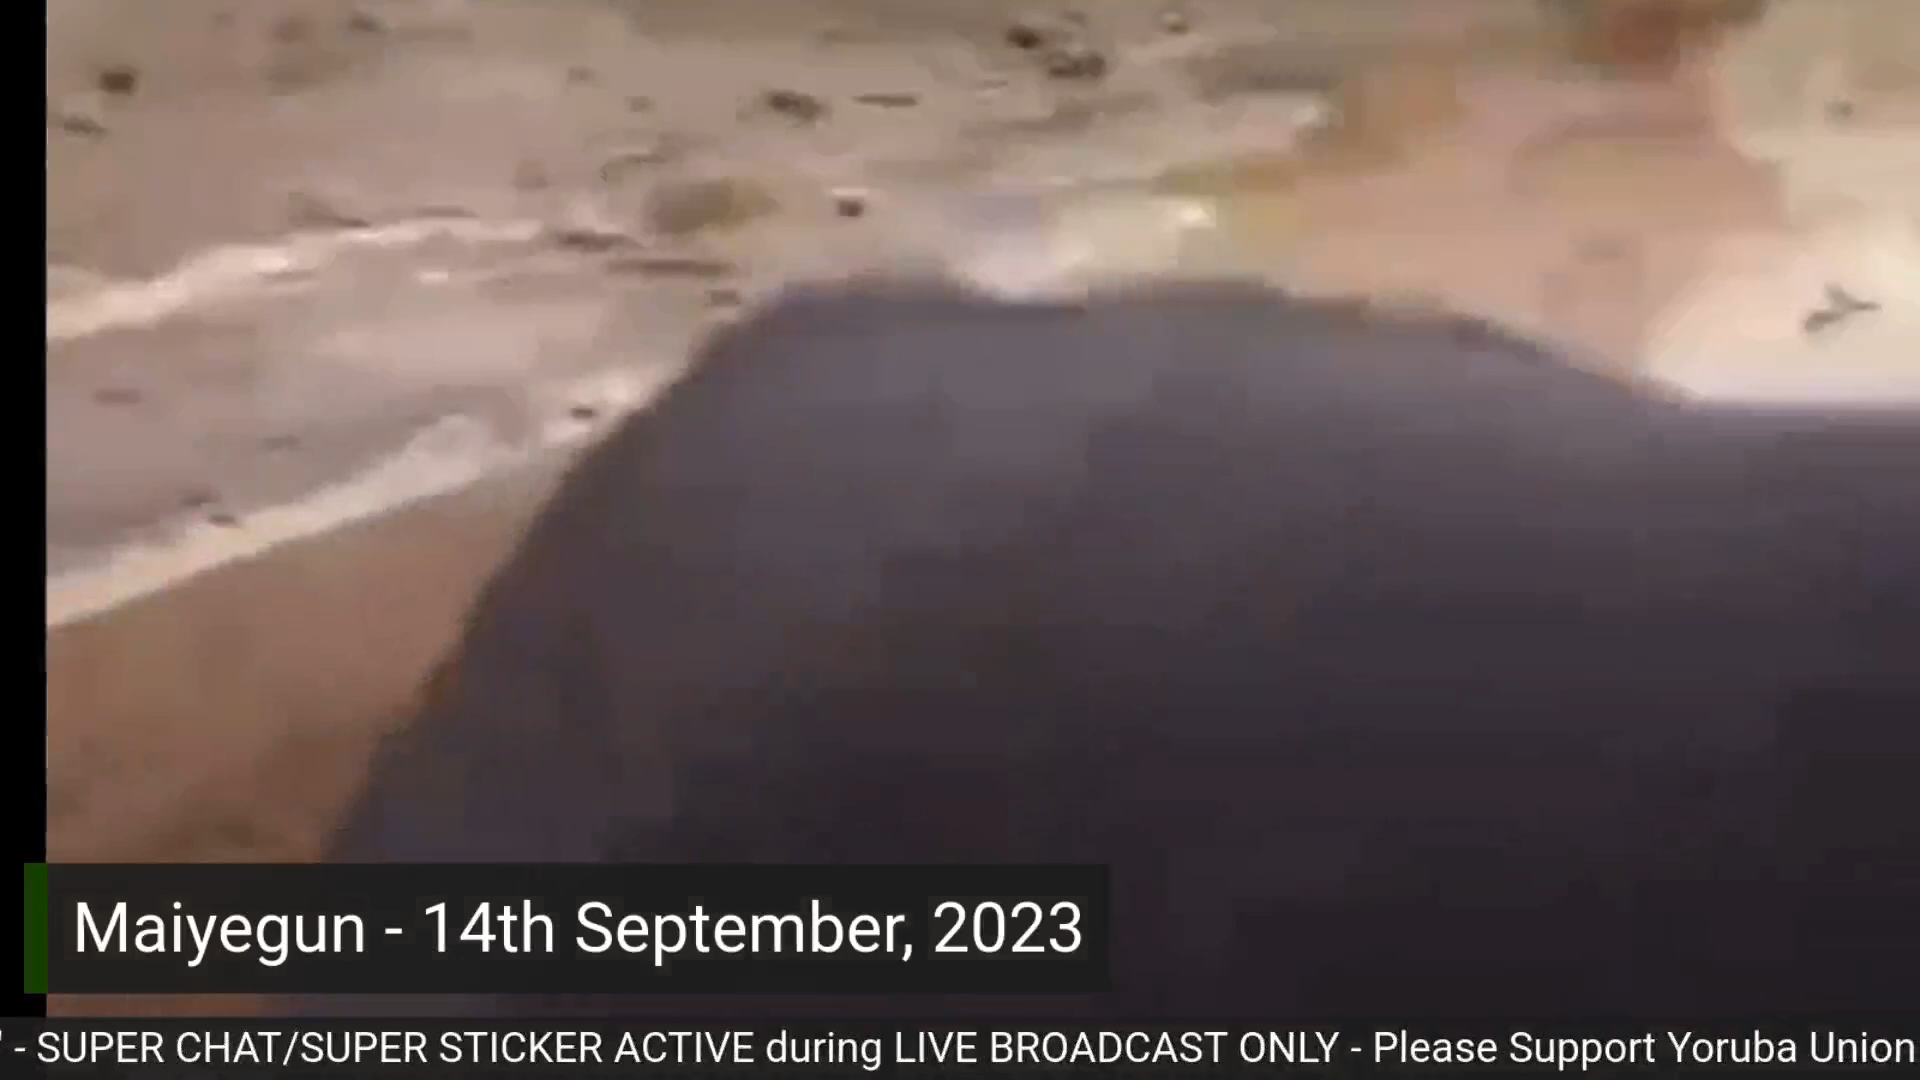 Maiyegun - 14th September, 2023
- SUPER CHAT/SUPER STICKER ACTIVE during LIVE BROADCAST ONLY - Please Support Yoruba Union